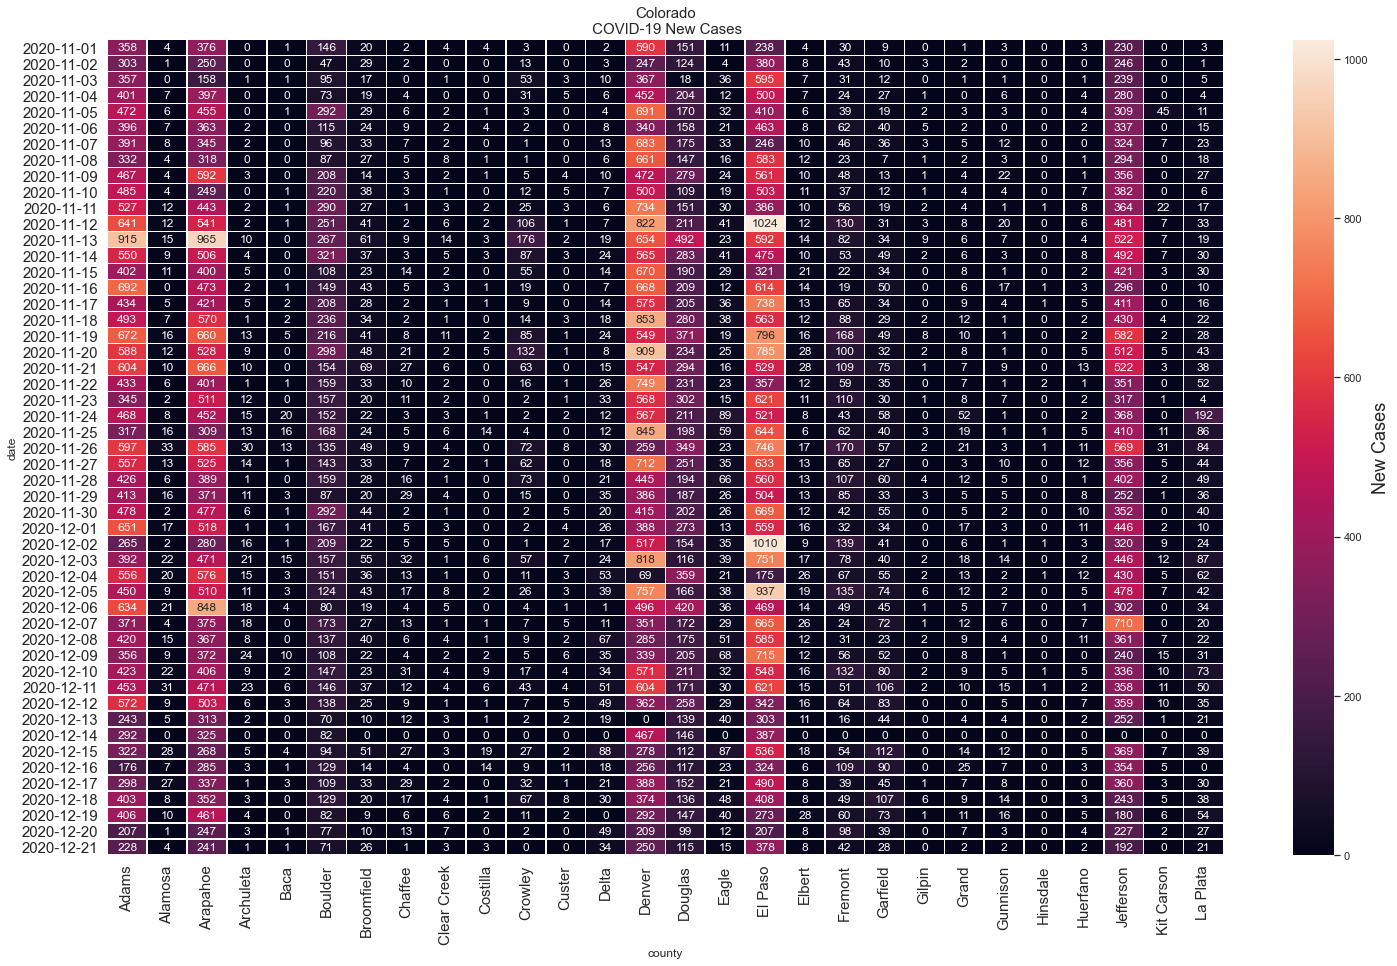 Colorado
COVID-19 New Cases
2020-11-01 358 4 376 0 1 146 20 2 4 4 3 0 2 590 151 11 238 4 30 9 0 1 3 0 3 230 0 3
2020-11-02 303 1 250 0 0 47 29 2 0 0 13 0 3 247 124 4 380 8 43 10 3 2 0 0 0 246 0 1
2020-11-03 357 0 158 1 1 95 17 0 1 0 53 3 10 367 18 36 595 7 31 12 0 1 1 0 1 239 0 5
2020-11-04 401 7 397 0 0 73 19 4 0 0 31 5 6 452 204 12 500 7 24 27 1 0 6 0 4 280 0 4
2020-11-05 472 6 455 0 1 292 29 6 2 1 3 0 4 691 170 32 410 6 39 19 2 3 3 0 4 309 45 11
2020-11-06 396 7 363 2 0 115 24 9 2 4 2 0 8 340 158 21 463 8 62 40 5 2 0 0 2 337 0 15
2020-11-07 391 8 345 2 0 96 33 7 2 0 1 0 13 683 175 33 246 10 46 36 3 5 12 0 0 324 7 23
2020-11-08 332 4 318 0 0 87 27 5 8 1 1 0 6 661 147 16 583 12 23 7 1 2 3 0 1 294 0 18
2020-11-09 467 4 592 3 0 208 14 3 2 1 5 4 10 472 279 24 561 10 48 13 1 4 22 0 1 356 0 27
2020-11-10 485 4 249 0 1 220 38 3 1 0 12 5 7 500 109 19 503 11 37 12 1 4 4 0 7 382 0 6
2020-11-11 527 12 443 2 1 290 27 1 3 2 25 3 6 734 151 30 386 10 56 19 2 4 1 1 8 364 22 17
2020-11-12 641 12 541 2 1 251 41 2 6 2 106 1 7 822 211 41 1024 12 130 31 3 8 20 0 6 481 7 33
2020-11-13 915 15 965 10 0 267 61 9 14 3 176 2 19 654 492 23 592 14 82 34 9 6 7 0 4 522 7 19
2020-11-14 550 9 506 4 0 321 37 3 5 3 87 3 24 565 283 41 475 10 53 49 2 6 3 0 8 492 7 30
2020-11-15 402 11 400 5 0 108 23 14 2 0 55 0 14 670 190 29 321 21 22 34 0 8 1 0 2 421 3 30
2020-11-16 692 0 473 2 1 149 43 5 3 1 19 0 7 668 209 12 614 14 19 50 0 6 17 1 3 296 0 10
2020-11-17 434 5 421 5 2 208 28 2 1 1 9 0 14 575 205 36 738 13 65 34 0 9 4 1 5 411 0 16
2020-11-18 493 7 570 1 2 236 34 2 1 0 14 3 18 853 280 38 563 12 88 29 2 12 1 0 2 430 4 22
2020-11-19 672 16 660 13 5 216 41 8 11 2 85 1 24 549 371 19 796 16 168 49 8 10 1 0 0 582 2 28
2020-11-20 588 12 528 9 0 298 48 21 2 5 132 1 8 909 234 25 785 28 100 32 2 8 1 0 5 512 5 43
2020-11-21 604 10 666 10 0 154 69 27 6 0 63 0 15 547 294 16 529 28 109 75 1 7 9 0 13 522 3 38
2020-11-22 433 6 401 1 1 159 33 10 2 0 16 1 26 749 231 23 357 12 59 35 0 7 1 2 1 351 0 52
2020-11-23 345 2 511 12 0 157 20 11 2 0 2 1 33 568 302 15 621 11 110 30 1 8 7 0 2 317 1 4
2020-11-24 468 8 452 15 20 152 22 3 3 1 2 2 12 567 211 89 521 8 43 58 0 52 1 0 2 368 0 192
2020-11-25 317 16 309 13 16 168 24 5 6 14 4 0 12 845 198 59 644 6 62 40 3 19 1 1 5 410 11 86
2020-11-26 597 33 585 30 13 135 49 9 4 0 72 8 30 259 349 23 746 17 170 57 2 21 3 1 11 569 31 84
2020-11-27 557 13 525 14 1 143 33 7 2 1 62 0 18 712 251 35 633 13 65 27 0 3 10 0 12 356 5 44
2020-11-28 426 6 389 1 0 159 28 16 1 0 73 0 21 445 194 66 560 13 107 60 4 12 5 0 1 402 2 49
2020-11-29 413 16 371 11 3 87 20 29 4 0 15 0 35 386 187 26 504 13 85 33 3 5 5 0 8 252 1 36
2020-11-30 478 2 477 6 1 292 44 2 1 0 2 5 20 415 202 26 669 12 42 55 0 5 2 0 10 352 0 40
2020-12-01 651 17 518 1 1 167 41 5 3 0 2 4 26 388 273 13 559 16 32 34 0 17 3 0 11 446 2 10
2020-12-02 265 2 280 16 1 209 22 5 5 0 1 2 17 517 154 35 1010 9 139 41 0 6 1 1 3 320 9 24
2020-12-03 392 22 471 21 15 157 55 32 1 6 57 7 24 818 116 39 751 17 78 40 2 18 14 0 2 446 12 87
2020-12-04 556 20 576 15 3 151 36 13 1 0 11 3 53 69 359 21 175 26 67 55 2 13 2 1 12 430 5 62
2020-12-05 450 9 510 11 3 124 43 17 8 2 26 3 39 757 166 38 937 19 135 74 6 12 2 0 5 478 7 42
2020-12-06 634 21 848 18 4 80 19 4 5 0 4 1 1 496 420 36 469 14 49 45 1 5 7 0 1 302 0 34
2020-12-07 371 4 375 18 0 173 27 13 1 1 7 5 11 351 172 29 665 26 24 72 1 12 6 0 7 710 0 20
2020-12-08 420 15 367 8 0 137 40 6 4 1 9 2 67 285 175 51 585 12 31 23 2 9 4 0 11 361 7 22
2020-12-09 356 9 372 24 10 108 22 4 2 2 5 6 35 339 205 68 715 12 56 52 0 8 0 0 2 240 15 31
2020-12-10 423 22 406 9 2 147 23 31 4 9 17 4 34 571 211 32 548 16 132 80 2 9 5 1 5 336 10 73
2020-12-11 453 31 471 23 6 146 37 12 4 6 43 4 51 604 171 30 621 15 51 106 2 10 15 1 2 358 11 50
2020-12-12 572 9 503 6 3 138 25 9 1 1 7 5 49 362 258 29 342 14 64 83 0 0 5 0 7 359 10 35
2020-12-13 243 5 313 2 0 70 10 12 3 1 2 2 19 0 139 40 303 11 16 44 0 4 4 0 2 252 1 21
2020-12-14 292 0 325 0 0 82 0 0 0 0 0 0 0 467 146 0 387 0 0 0 0 0 0 0 0 0 0 0
2020-12-15 322 28 268 5 4 94 51 27 3 19 27 2 88 278 112 87 536 18 54 112 0 14 12 0 5 369 7 39
2020-12-16 176 7 285 3 1 129 14 4 0 14 9 11 18 256 117 23 324 6 109 90 0 25 7 0 3 354 5 0
2020-12-17 298 27 337 1 3 109 33 29 2 0 32 1 21 388 152 21 490 8 39 45 1 7 8 0 0 360 3 30
2020-12-18 403 8 352 3 0 129 20 17 4 1 67 8 30 374 136 48 408 8 49 107 6 9 14 0 3 243 5 38
2020-12-19 406 10 461 4 0 82 9 6 6 2 11 2 0 292 147 40 273 28 60 73 1 11 16 0 5 180 6 54
2020-12-20 207 1 247 3 1 77 10 13 7 0 2 0 49 209 99 12 207 8 98 39 0 7 3 0 4 227 2 27
2020-12-21 228 4 241 1 1 71 26 1 3 3 0 0 34 250 115 15 378 8 42 28 0 2 2 0 2 192 0 21
date
Adams Alamosa Arapahoe Archuleta Baca Boulder Broomfield Chaffee Clear Creek Costilla Crowley Custer Delta Denver Douglas Eagle El Paso Elbert Fremont Garfield Gilpin Grand Gunnison Hinsdale Huerfano Jefferson Kit Carson La Plata
county
1000
800
600
400
200
0
New Cases